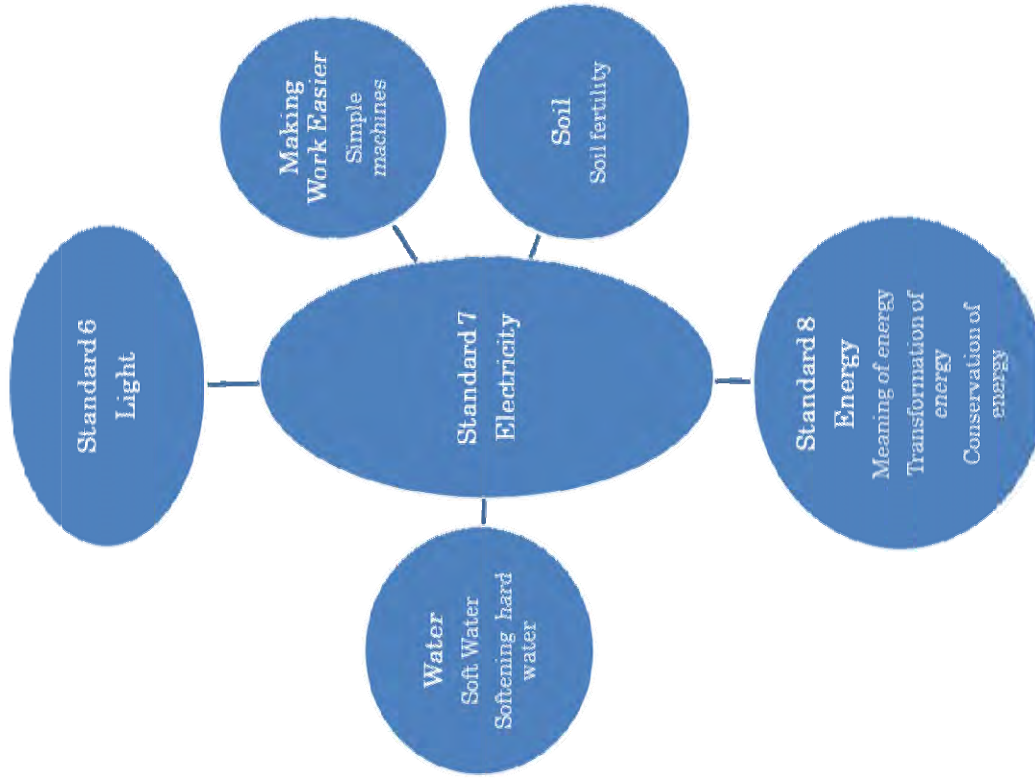 Standard 6
Light
Making
Work Easier
Simple
machines
Soil
Soil fertility
Standard 7
Electricity
Water
Soft Water
Softening hard
water
Standard 8
Energy
Meaning of energy
Transformation of
energy
Conservation of
energy